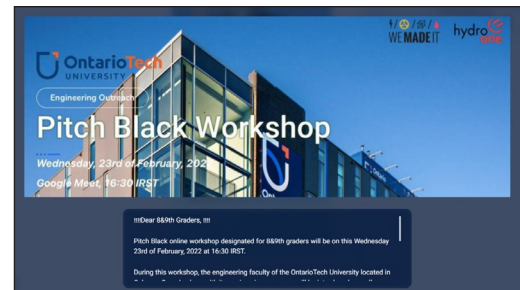 WE MADE IT
hydro
one
OntarioTech
UNIVERSITY
Engineering Outreach
Pitch Black Workshop
Wednesday, 23rd of February, 202
Google Meet, 16:30 IRST
!!!!Dear 8&9th Graders, !!!!
Pitch Black online workshop designated for 8&9th graders will be on this Wednesday
23rd of February, 2022 at 16:30 IRST.
During this workshop, the engineering faculty of the OntarioTech University located in